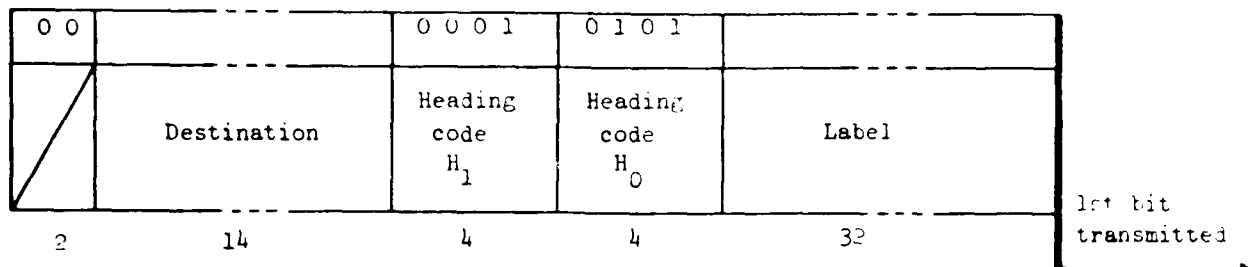 0 0 0 0 0 1 0 1 0 1
Destination
Heading code H1
Heading code H0
Label
1st bit transmitted
2 14 4 4 32